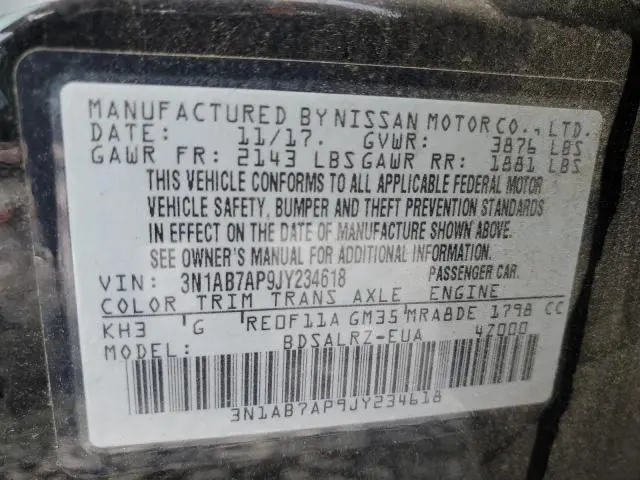 MANUFACTURED BY NISSAN MOTOR CO., LTD.
DATE: 11/17. GVWR: 3876 LBS
GAWR FR: 2143 LBS GAWR RR: 1881 LBS
THIS VEHICLE CONFORMS TO ALL APPLICABLE FEDERAL MOTOR
VEHICLE SAFETY, BUMPER AND THEFT PREVENTION STANDARDS
IN EFFECT ON THE DATE OF MANUFACTURE SHOWN ABOVE.
SEE OWNER'S MANUAL FOR ADDITIONAL INFORMATION.
VIN: 3N1AB7AP9JY234618 PASSENGER CAR.
COLOR TRIM TRANS AXLE ENGINE
KH3 G RE0F11A GM35 MRA8DE 1798 CC
MODEL: BDSALRZ-EUA 47000
3N1AB7AP9JY234618